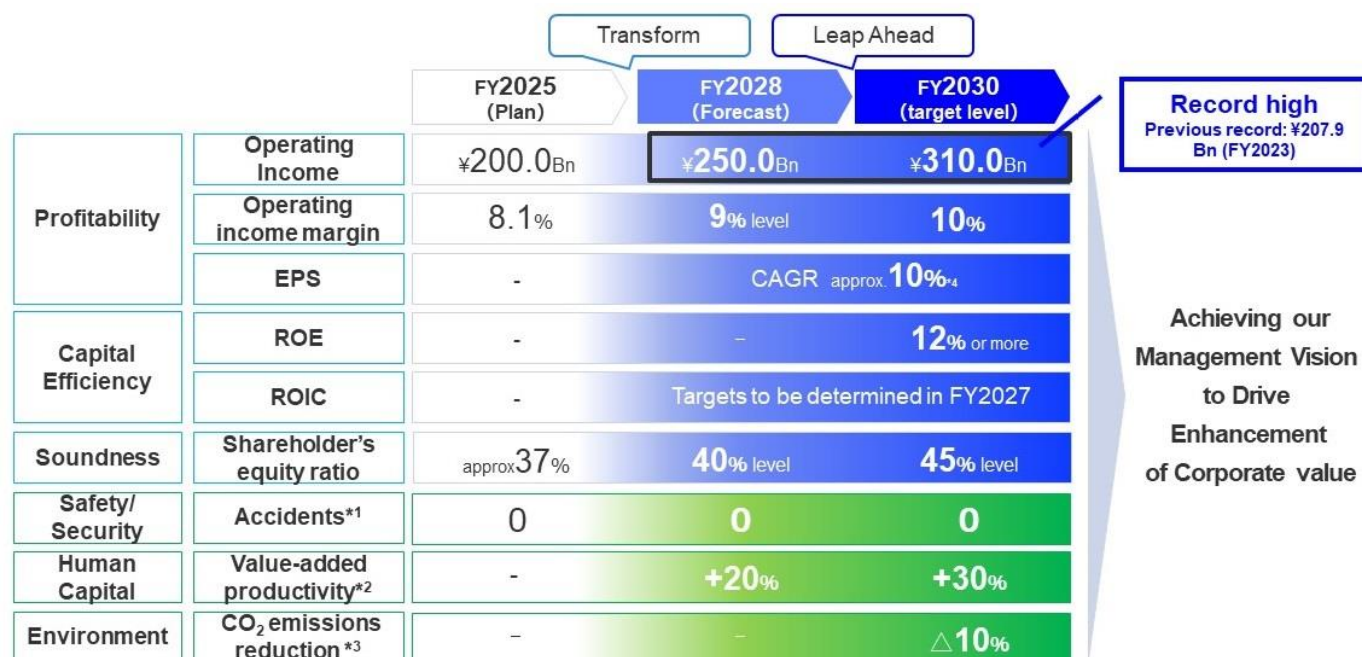 Transform
Leap Ahead
FY2025
(Plan)
FY2028
(Forecast)
FY2030
(target level)
Record high
Previous record: ¥207.9
Bn (FY2023)
Profitability
Operating
Income
¥200.0Bn
¥250.0Bn
¥310.0Bn
Operating
income margin
8.1%
9% level
10%
EPS
-
CAGR approx.10%*4
Capital
Efficiency
ROE
-
–
12% or more
ROIC
-
Targets to be determined in FY2027
Soundness
Shareholder's
equity ratio
approx37%
40% level
45% level
Safety/
Security
Accidents*1
0
0
0
Human
Capital
Value-added
productivity*2
-
+20%
+30%
Environment
CO2 emissions
reduction *3
–
–
△10%
Achieving our
Management Vision
to Drive
Enhancement
of Corporate value